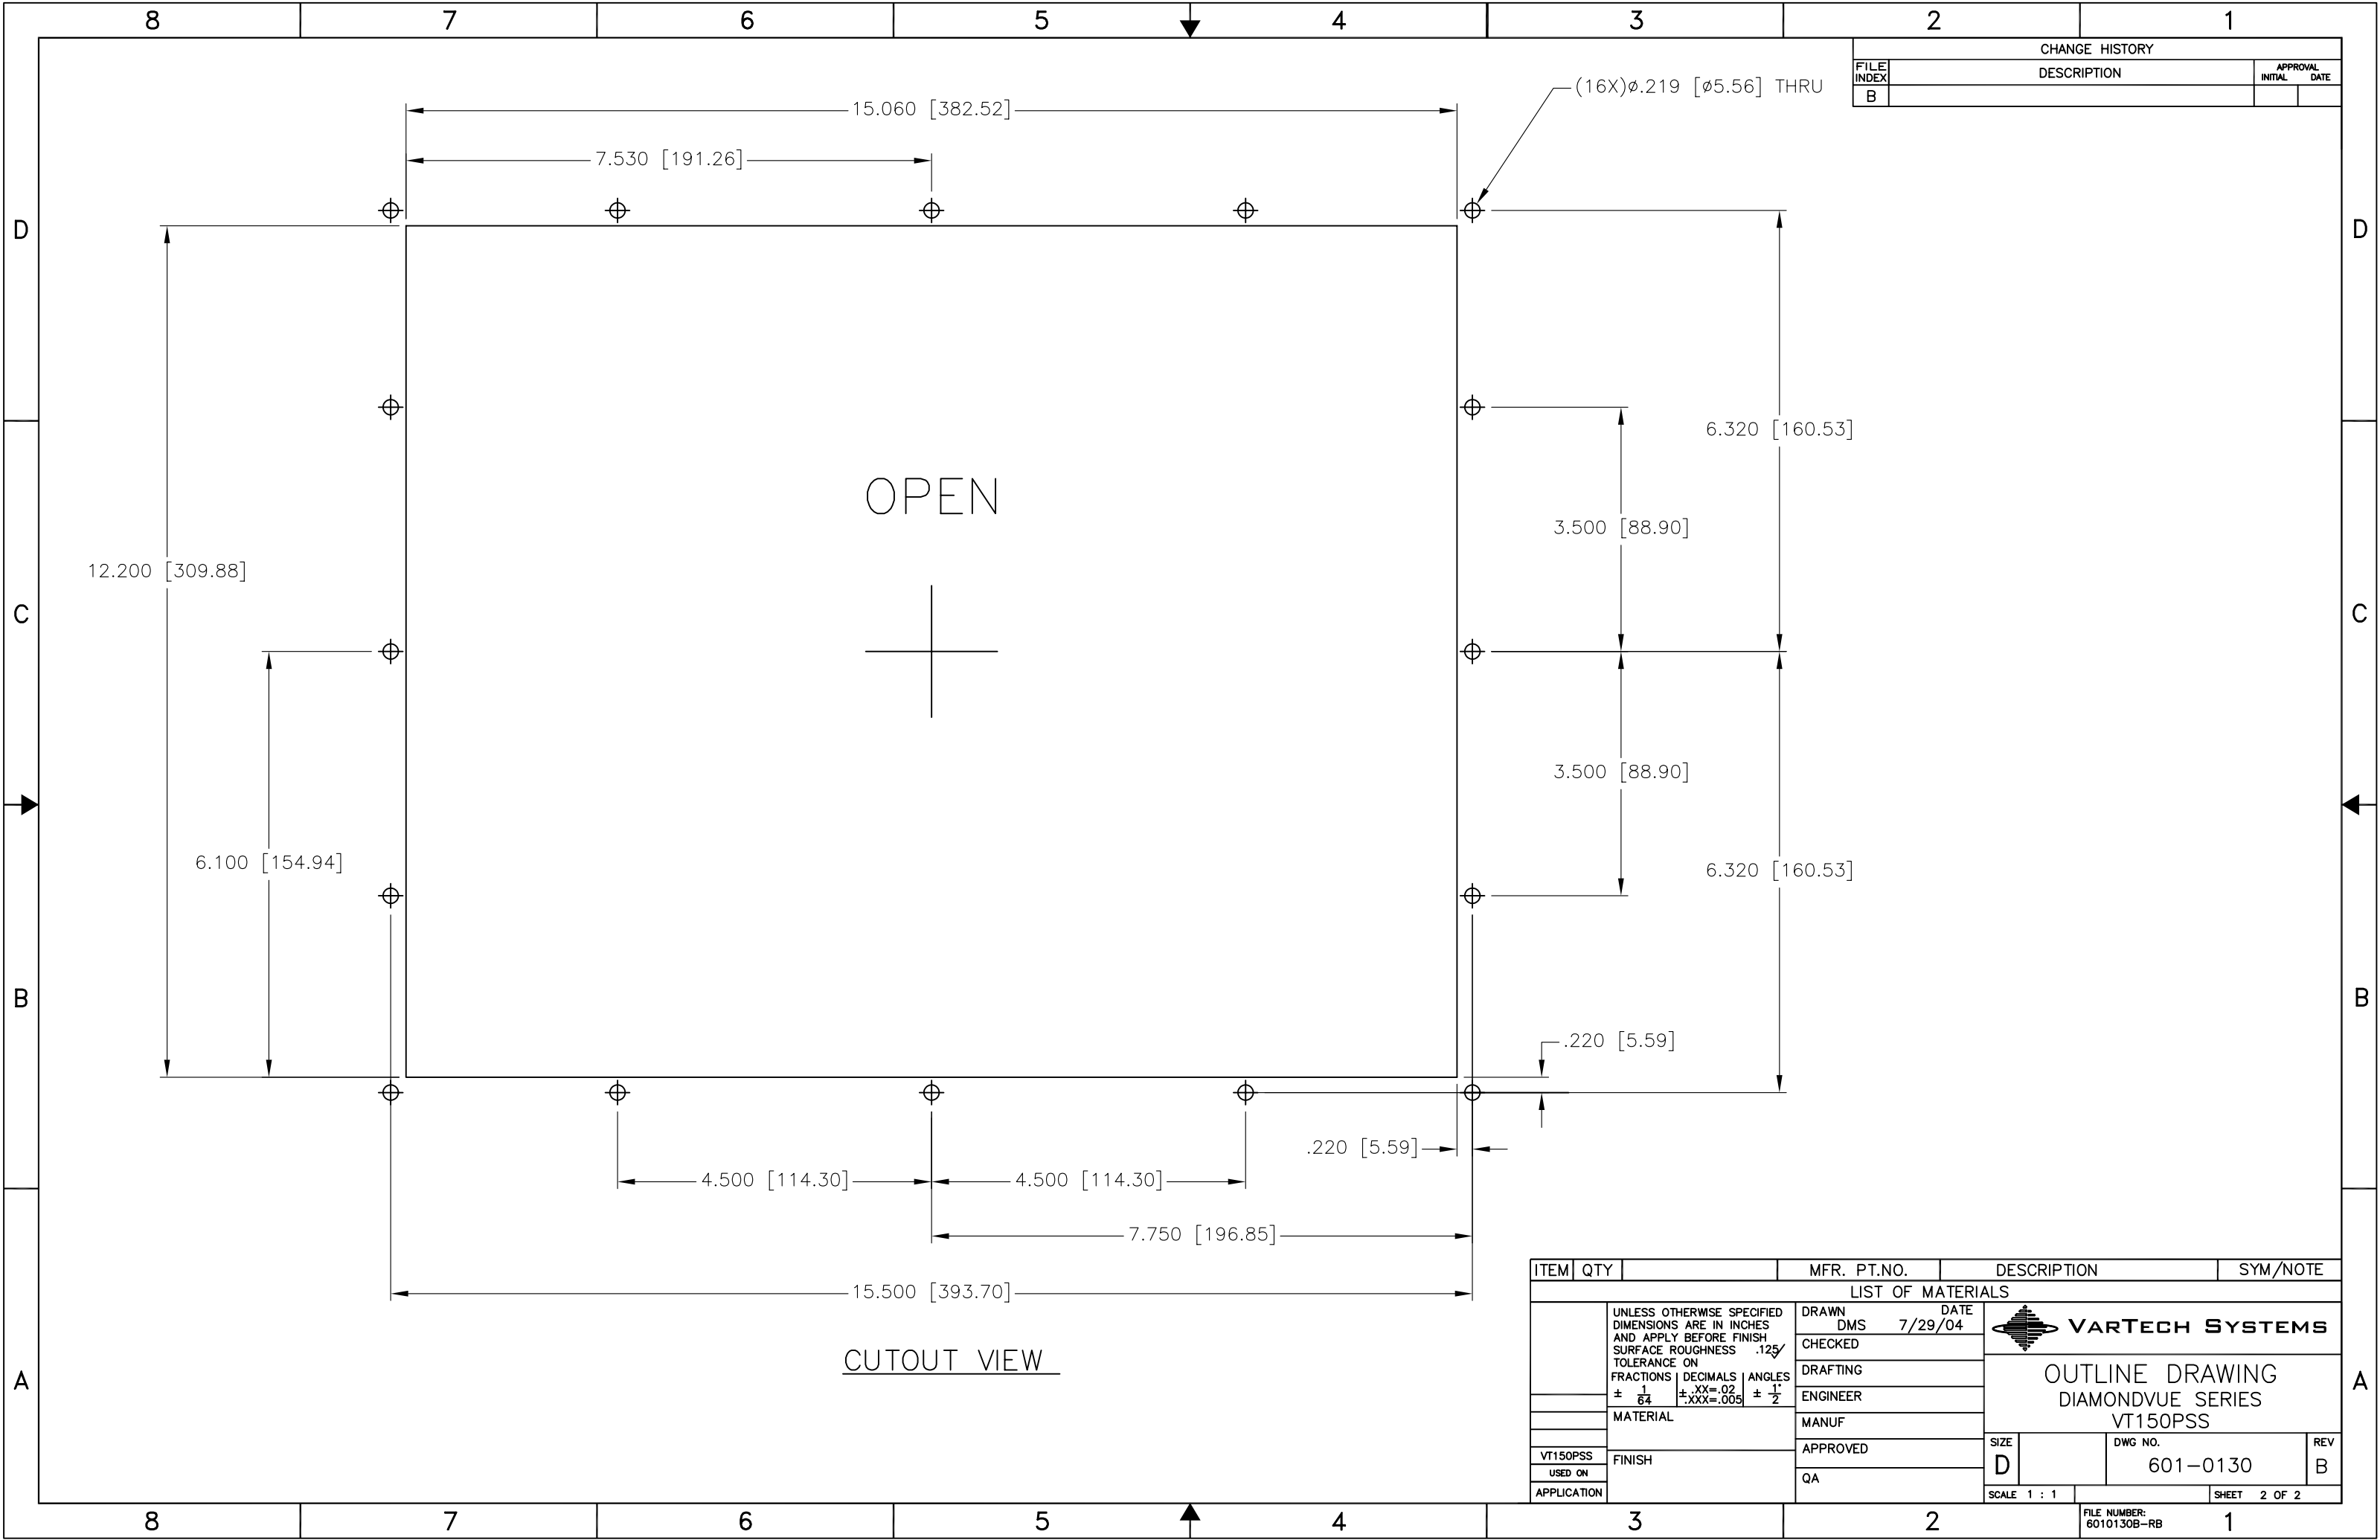 8 7 6 5 4 3 2 1
CHANGE HISTORY
FILE INDEX DESCRIPTION APPROVAL
INITIAL DATE
B
(16X)ø.219 [ø5.56] THRU
15.060 [382.52]
7.530 [191.26]
D D
6.320 [160.53]
OPEN
3.500 [88.90]
12.200 [309.88]
C C
3.500 [88.90]
6.100 [154.94]
6.320 [160.53]
B B
.220 [5.59]
.220 [5.59]
4.500 [114.30] 4.500 [114.30]
7.750 [196.85]
15.500 [393.70]
CUTOUT VIEW
A A
ITEM QTY MFR. PT.NO. DESCRIPTION SYM/NOTE
LIST OF MATERIALS
UNLESS OTHERWISE SPECIFIED
DIMENSIONS ARE IN INCHES
AND APPLY BEFORE FINISH
SURFACE ROUGHNESS .125
TOLERANCE ON
FRACTIONS DECIMALS ANGLES
± 1/64 ± .XX=.02 .XXX=.005 ± 1°/2
MATERIAL
FINISH
VT150PSS
USED ON
APPLICATION
DRAWN DATE
DMS 7/29/04
CHECKED
DRAFTING
ENGINEER
MANUF
APPROVED
QA
VARTECH SYSTEMS
OUTLINE DRAWING
DIAMONDVUE SERIES
VT150PSS
SIZE DWG NO. REV
D 601-0130 B
SCALE 1 : 1 SHEET 2 OF 2
8 7 6 5 4 3 2 1
FILE NUMBER:
6010130B-RB